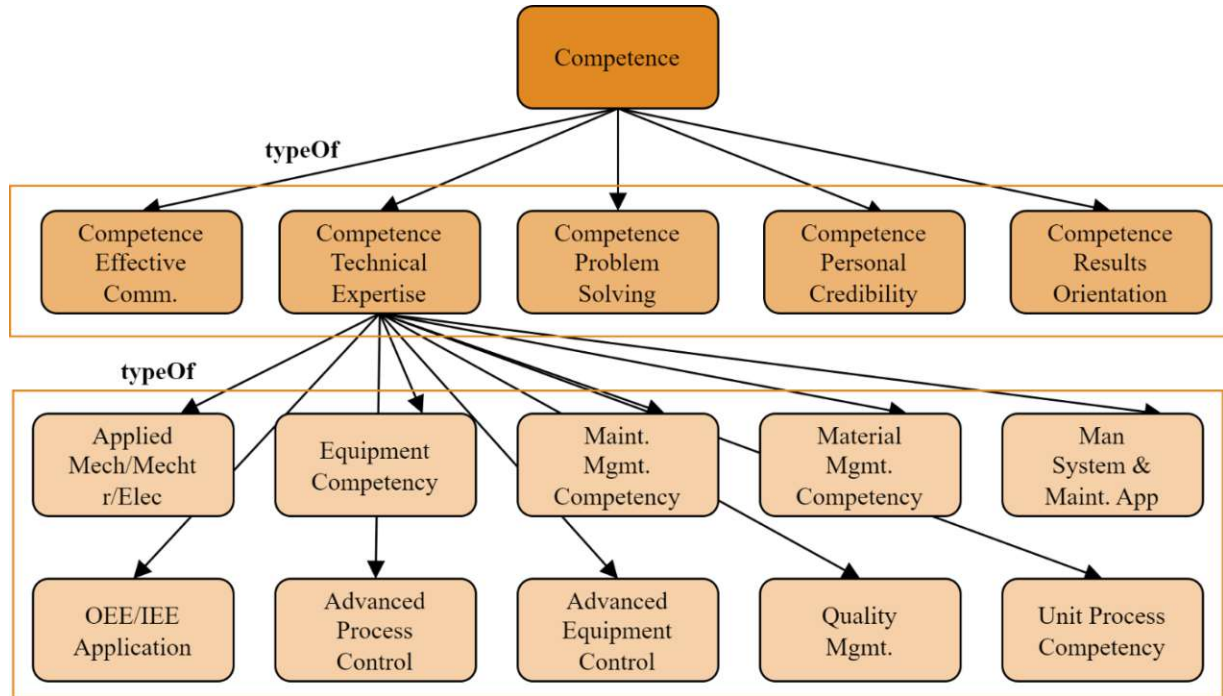 Competence
typeOf
Competence
Effective
Comm.
Competence
Technical
Expertise
Competence
Problem
Solving
Competence
Personal
Credibility
Competence
Results
Orientation
typeOf
Applied
Mech/Mecht
r/Elec
Equipment
Competency
Maint.
Mgmt.
Competency
Material
Mgmt.
Competency
Man
System &
Maint. App
OEE/IEE
Application
Advanced
Process
Control
Advanced
Equipment
Control
Quality
Mgmt.
Unit Process
Competency